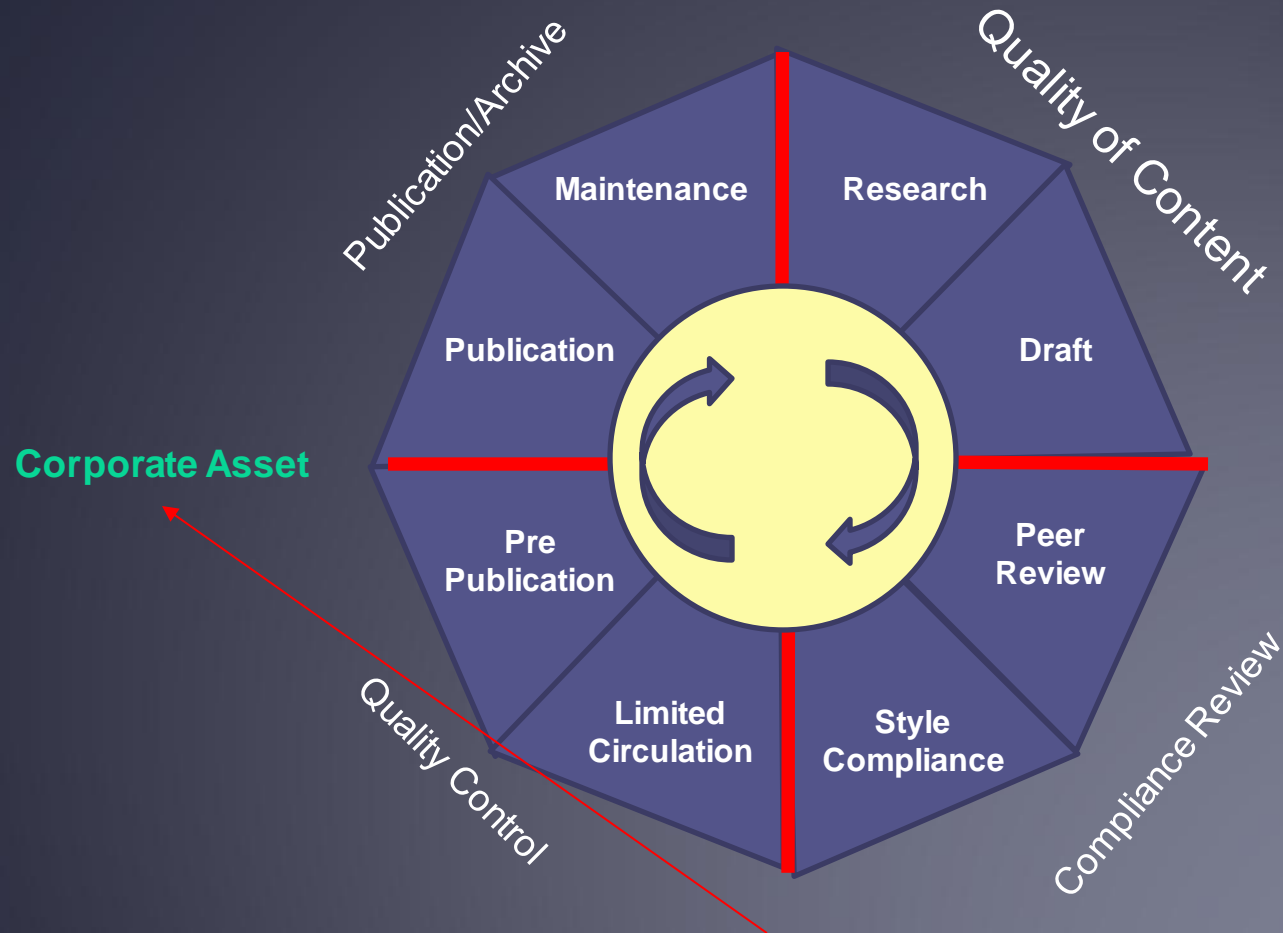 Publication/Archive
Quality of Content
Maintenance
Research
Publication
Draft
Corporate Asset
Pre
Publication
Peer
Review
Limited
Circulation
Style
Compliance
Quality Control
Compliance Review